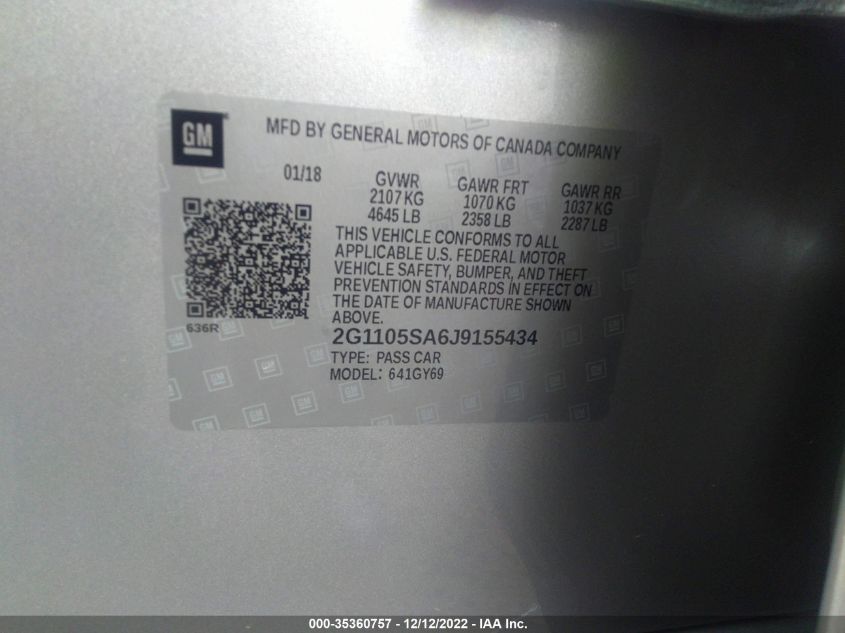 GM
MFD BY GENERAL MOTORS OF CANADA COMPANY
01/18 GVWR GAWR FRT GAWR RR
2107 KG 1070 KG 1037 KG
4645 LB 2358 LB 2287 LB
THIS VEHICLE CONFORMS TO ALL
APPLICABLE U.S. FEDERAL MOTOR
VEHICLE SAFETY, BUMPER, AND THEFT
PREVENTION STANDARDS IN EFFECT ON
THE DATE OF MANUFACTURE SHOWN
ABOVE.
636R
2G1105SA6J9155434
TYPE: PASS CAR
MODEL: 641GY69
000-35360757 - 12/12/2022 - IAA Inc.